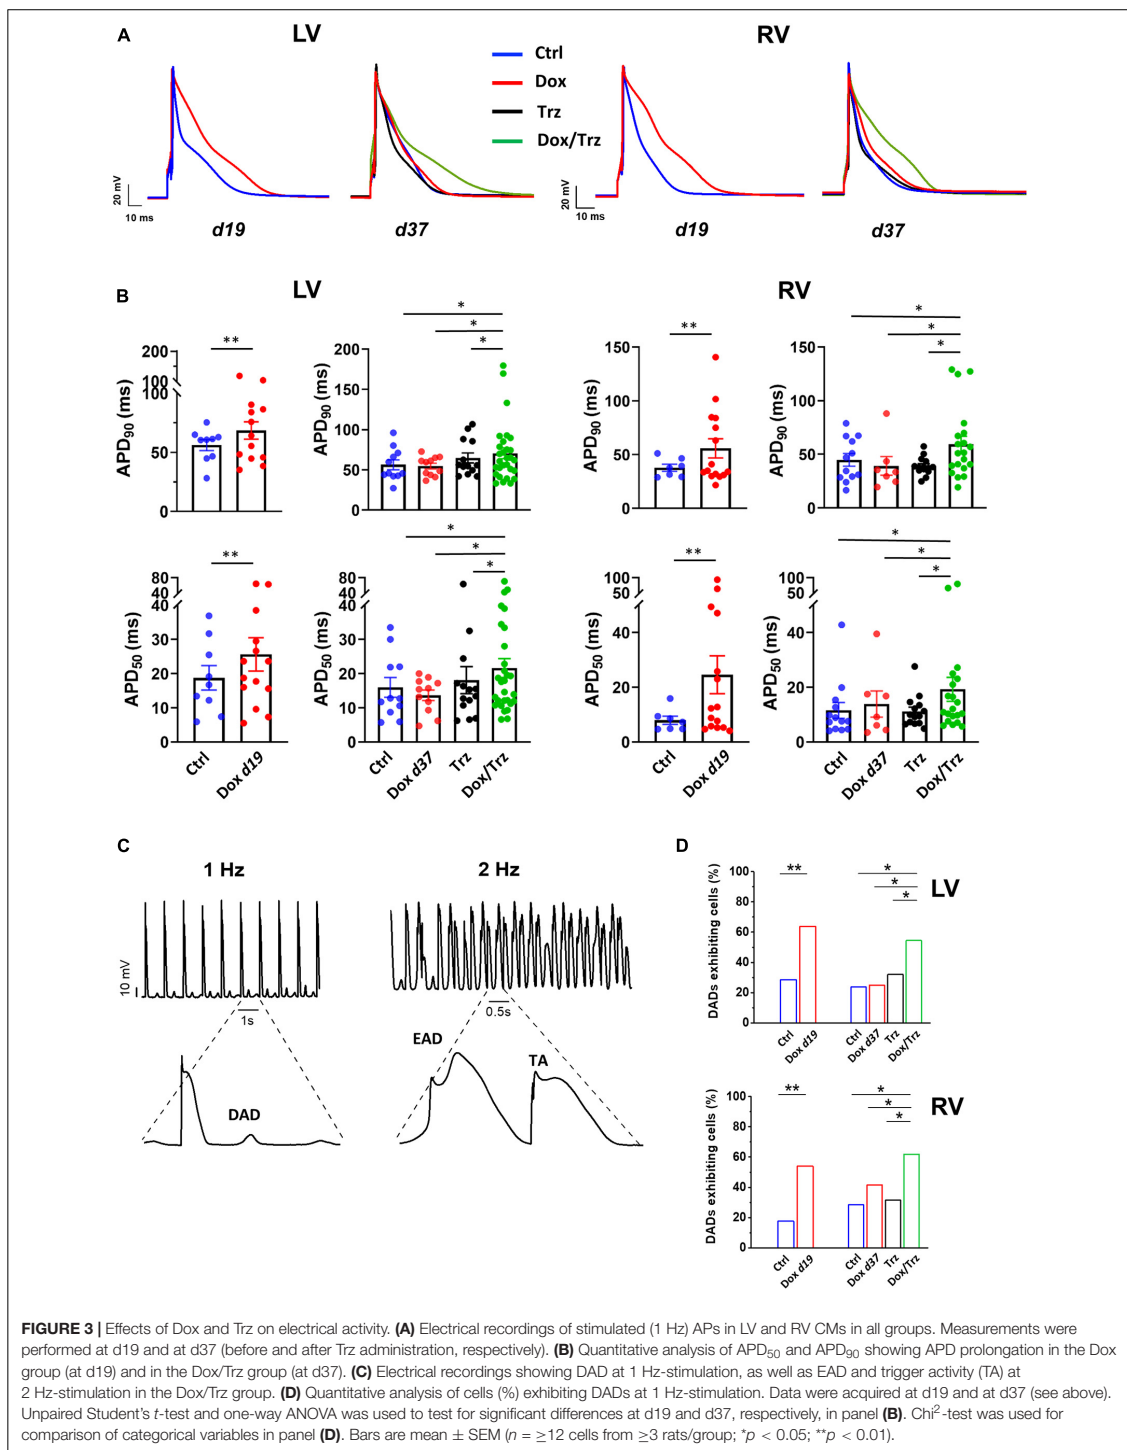 A
LV
RV
Ctrl
Dox
Trz
Dox/Trz
20 mV
10 ms
d19
d37
20 mV
10 ms
d19
d37
B
LV
RV
APD90 (ms)
200
150
100
50
0
**
APD90 (ms)
200
150
100
50
0
*
*
*
APD90 (ms)
150
100
50
0
**
APD90 (ms)
150
100
50
0
*
*
*
APD50 (ms)
80
60
40
30
20
10
0
**
Ctrl
Dox d19
APD50 (ms)
80
60
40
30
20
10
0
*
*
*
Ctrl
Dox d37
Trz
Dox/Trz
APD50 (ms)
100
50
40
20
0
**
Ctrl
Dox d19
APD50 (ms)
100
50
40
20
0
*
*
*
Ctrl
Dox d37
Trz
Dox/Trz
C
1 Hz
2 Hz
10 mV
1s
0.5s
DAD
EAD
TA
D
DADs exhibiting cells (%)
100
80
60
40
20
0
**
*
*
*
LV
Ctrl
Dox d19
Ctrl
Dox d37
Trz
Dox/Trz
DADs exhibiting cells (%)
100
80
60
40
20
0
**
*
*
*
RV
Ctrl
Dox d19
Ctrl
Dox d37
Trz
Dox/Trz
FIGURE 3 | Effects of Dox and Trz on electrical activity. (A) Electrical recordings of stimulated (1 Hz) APs in LV and RV CMs in all groups. Measurements were
performed at d19 and at d37 (before and after Trz administration, respectively). (B) Quantitative analysis of APD50 and APD90 showing APD prolongation in the Dox
group (at d19) and in the Dox/Trz group (at d37). (C) Electrical recordings showing DAD at 1 Hz-stimulation, as well as EAD and trigger activity (TA) at
2 Hz-stimulation in the Dox/Trz group. (D) Quantitative analysis of cells (%) exhibiting DADs at 1 Hz-stimulation. Data were acquired at d19 and at d37 (see above).
Unpaired Student's t-test and one-way ANOVA was used to test for significant differences at d19 and d37, respectively, in panel (B). Chi2-test was used for
comparison of categorical variables in panel (D). Bars are mean ± SEM (n = ≥12 cells from ≥3 rats/group; *p < 0.05; **p < 0.01).